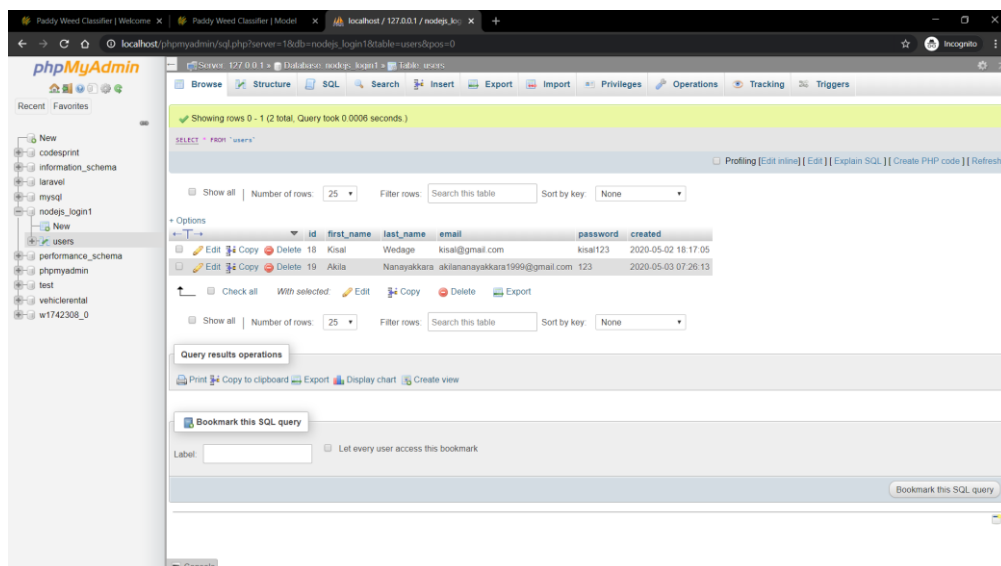 Paddy Weed Classifier | Welcome
Paddy Weed Classifier | Model
localhost / 127.0.0.1 / nodejs_log
localhost/phpmyadmin/sql.php?server=1&db=nodejs_login1&table=users&pos=0
Incognito
phpMyAdmin
Recent Favorites
New
codesprint
information_schema
laravel
mysql
nodejs_login1
New
users
performance_schema
phpmyadmin
test
vehiclerental
w1742308_0
Server: 127.0.0.1 » Database: nodejs_login1 » Table: users
Browse Structure SQL Search Insert Export Import Privileges Operations Tracking Triggers
Showing rows 0 - 1 (2 total, Query took 0.0006 seconds.)
SELECT * FROM `users`
Profiling [Edit inline] [ Edit ] [ Explain SQL ] [ Create PHP code ] [ Refresh
Show all | Number of rows: 25 Filter rows: Search this table Sort by key: None
+ Options
←T→ id first_name last_name email password created
Edit Copy Delete 18 Kisal Wedage kisal@gmail.com kisal123 2020-05-02 18:17:05
Edit Copy Delete 19 Akila Nanayakkara akilananayakkara1999@gmail.com 123 2020-05-03 07:26:13
Check all With selected: Edit Copy Delete Export
Show all | Number of rows: 25 Filter rows: Search this table Sort by key: None
Query results operations
Print Copy to clipboard Export Display chart Create view
Bookmark this SQL query
Label: Let every user access this bookmark
Bookmark this SQL query
Console